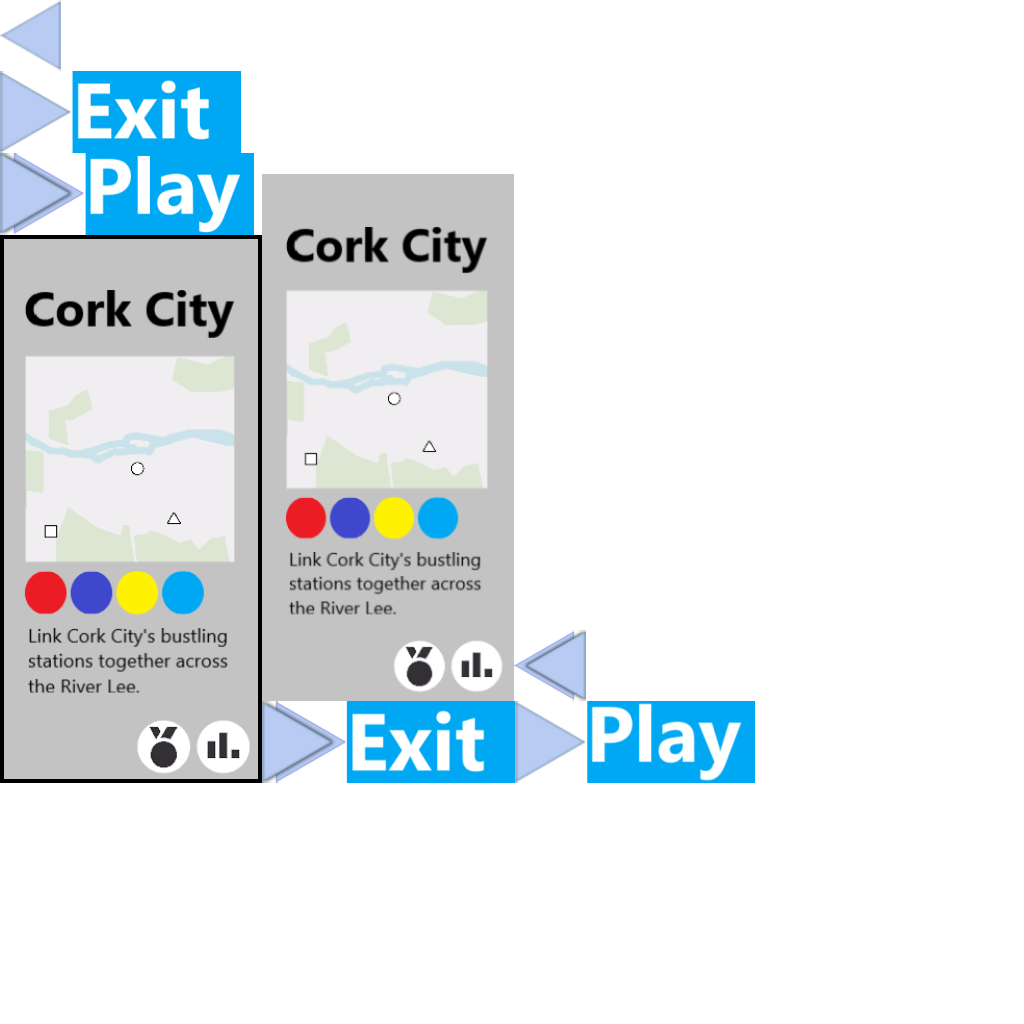 Exit
Play
Cork City
Link Cork City's bustling
stations together across
the River Lee.
Cork City
Link Cork City's bustling
stations together across
the River Lee.
Exit
Play